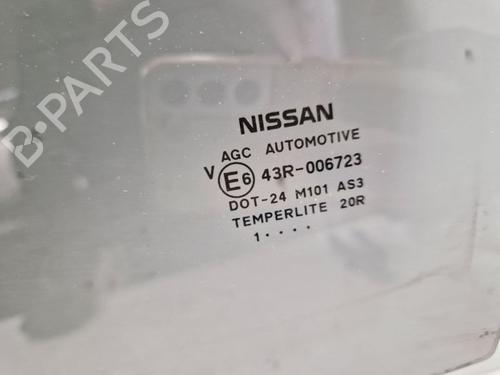 B-PARTS
NISSAN
AGC AUTOMOTIVE
V E6 43R-006723
DOT-24 M101 AS3
TEMPERLITE 20R
1····